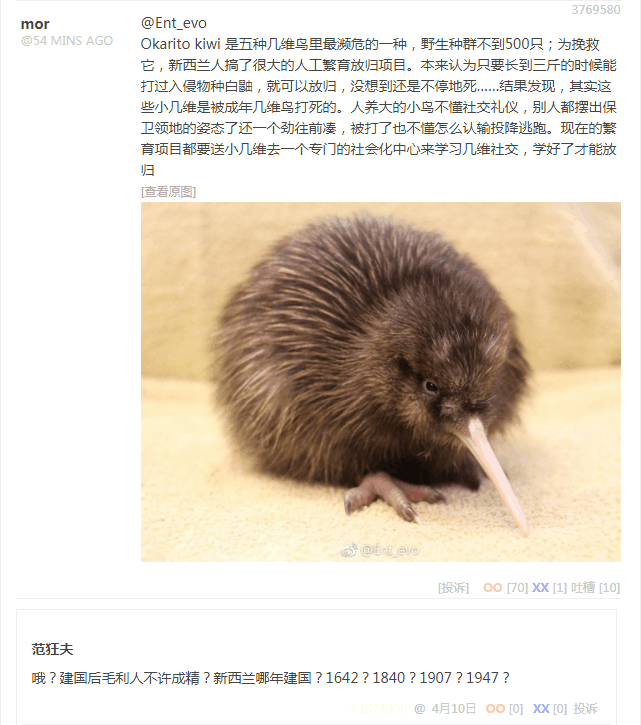 3769580
mor
@54 MINS AGO
@Ent_evo
Okarito kiwi 是五种几维鸟里最濒危的一种，野生种群不到500只；为挽救
它，新西兰人搞了很大的人工繁育放归项目。本来认为只要长到三斤的时候能
打过入侵物种白鼬，就可以放归，没想到还是不停地死......结果发现，其实这
些小几维是被成年几维鸟打死的。人养大的小鸟不懂社交礼仪，别人都摆出保
卫领地的姿态了还一个劲往前凑，被打了也不懂怎么认输投降逃跑。现在的繁
育项目都要送小几维去一个专门的社会化中心来学习几维社交，学好了才能放
归
[查看原图]
@Ent_evo
[投诉] OO [70] XX [1] 吐槽 [10]
范狂夫
哦？建国后毛利人不许成精？新西兰哪年建国？1642？1840？1907？1947？
@ 4月10日 OO [0] XX [0] 投诉